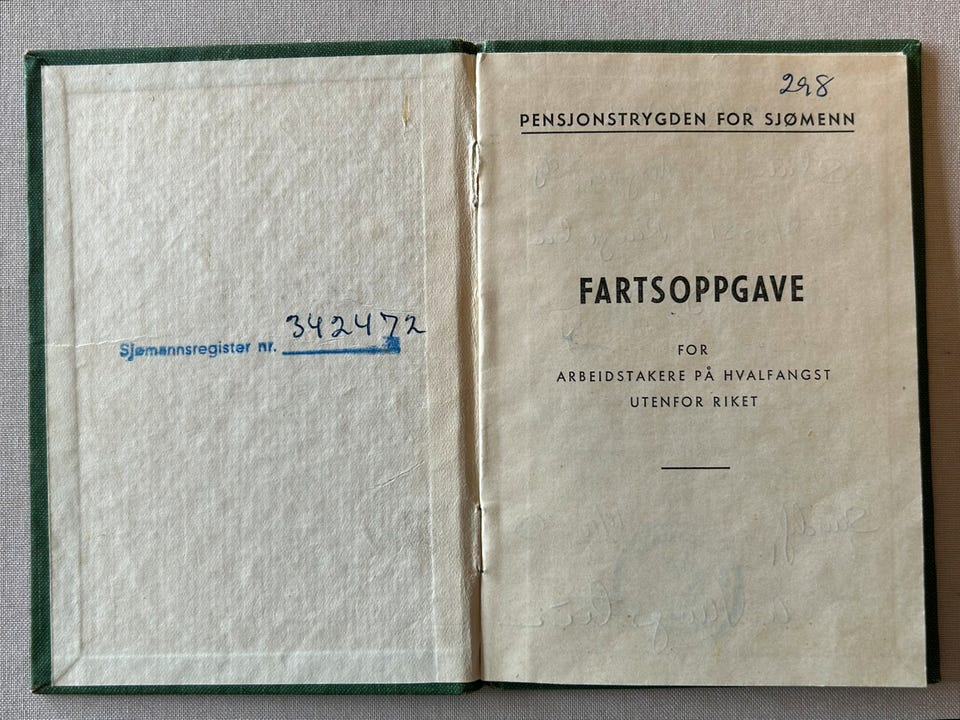 Sjømannsregister nr. 342472
298
PENSJONSTRYGDEN FOR SJØMENN
FARTSOPPGAVE
FOR
ARBEIDSTAKERE PÅ HVALFANGST
UTENFOR RIKET